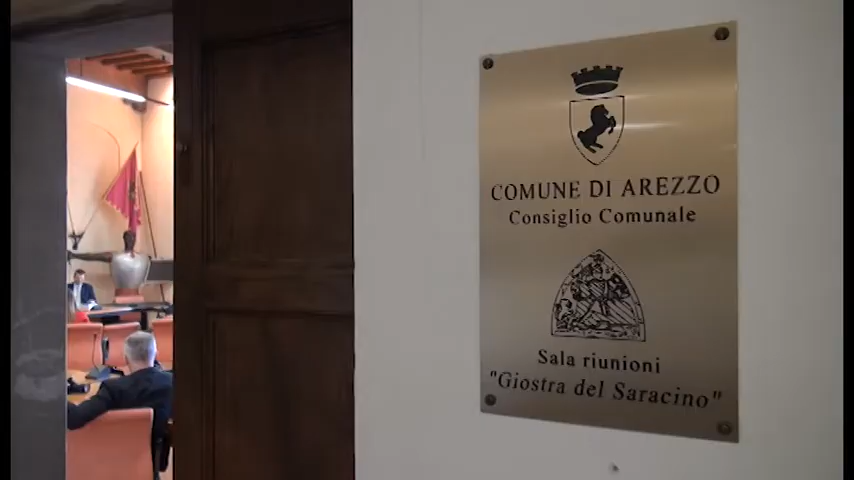 COMUNE DI AREZZO
Consiglio Comunale
Sala riunioni
"Giostra del Saracino"